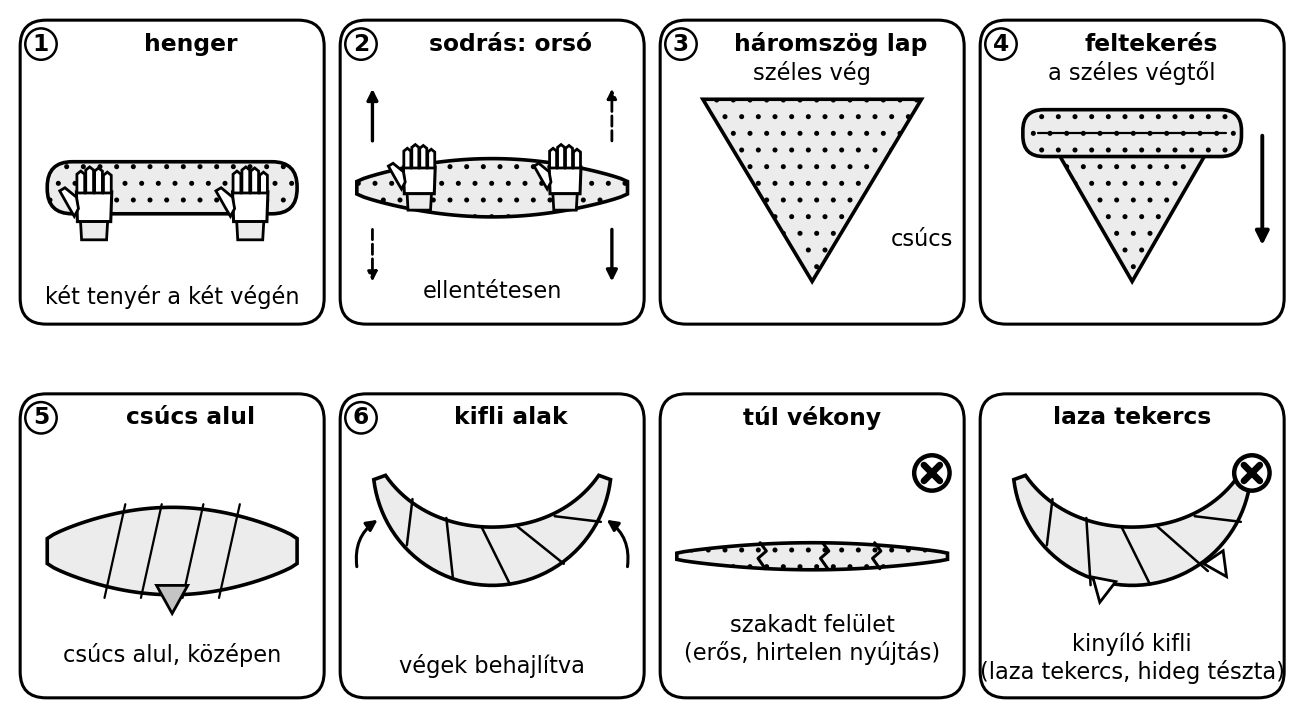 1 henger
két tenyér a két végén
2 sodrás: orsó
ellentétesen
3 háromszög lap
széles vég
csúcs
4 feltekerés
a széles végtől
5 csúcs alul
csúcs alul, középen
6 kifli alak
végek behajlítva
túl vékony
szakadt felület
(erős, hirtelen nyújtás)
laza tekercs
kinyíló kifli
(laza tekercs, hideg tészta)